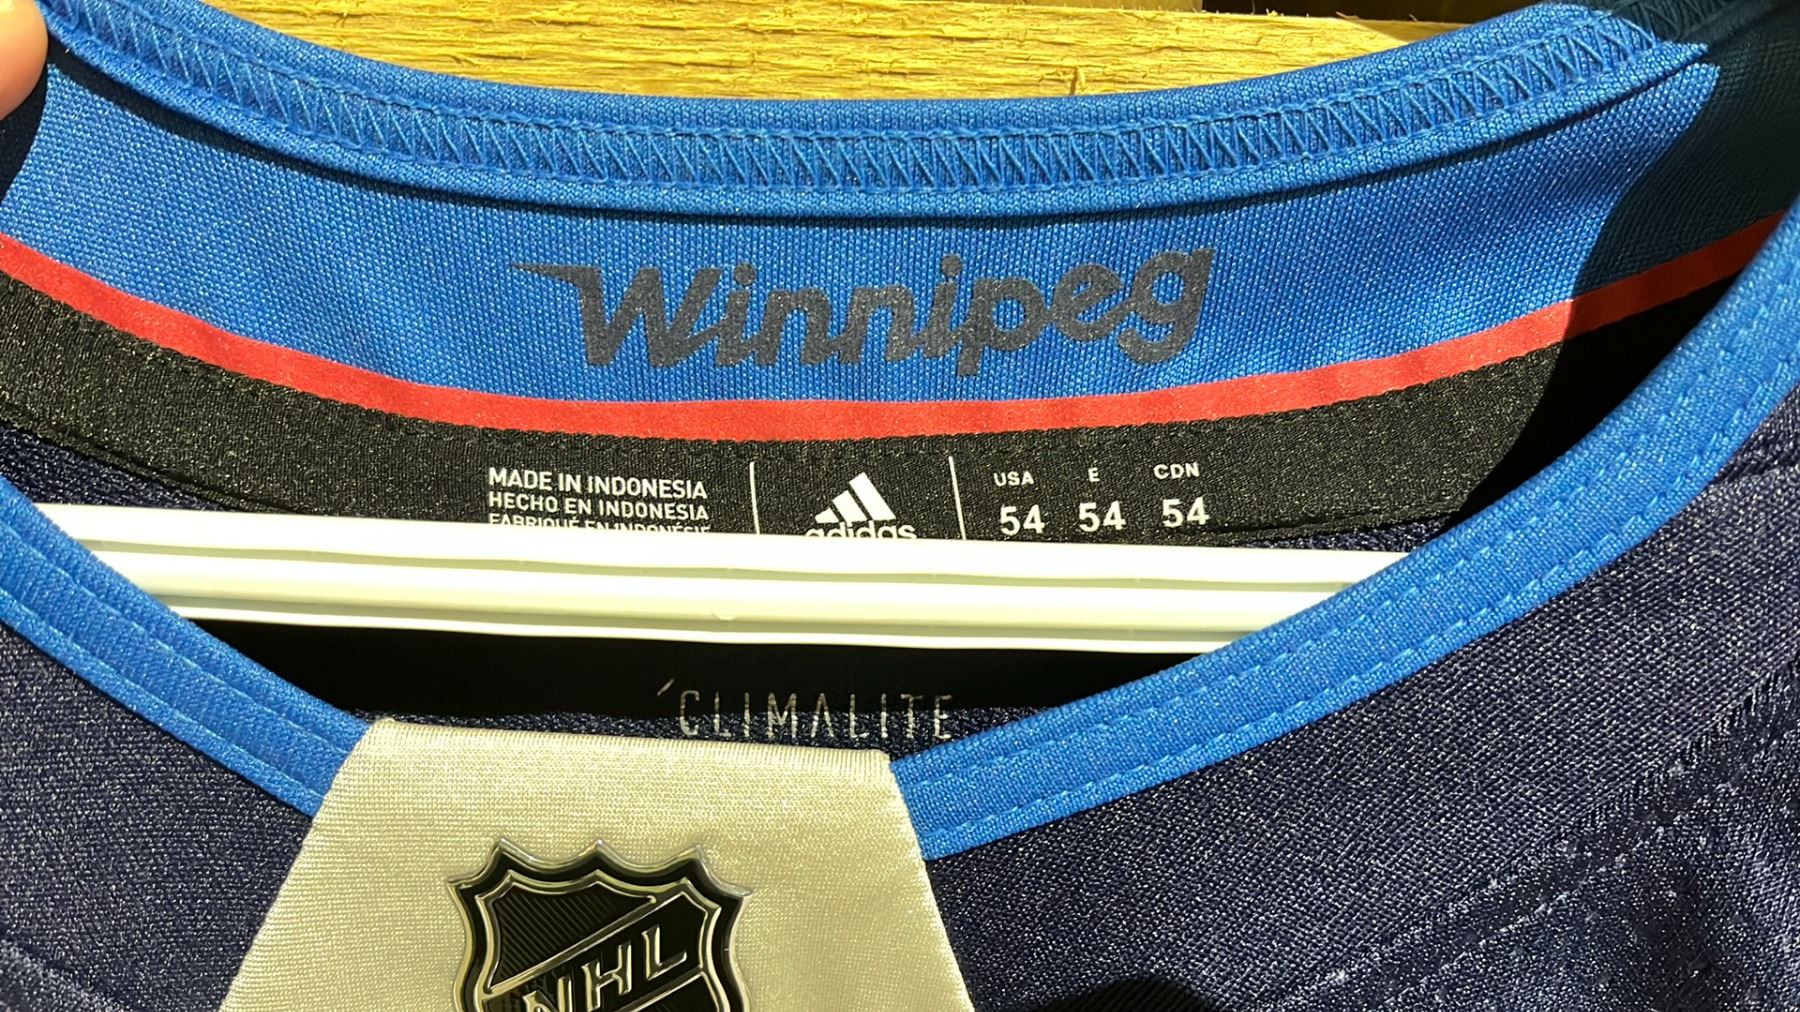 Winnipeg
MADE IN INDONESIA
HECHO EN INDONESIA
FABRIQUÉ EN INDONÉSIE
adidas
USA E CDN
54 54 54
CLIMALITE
NHL